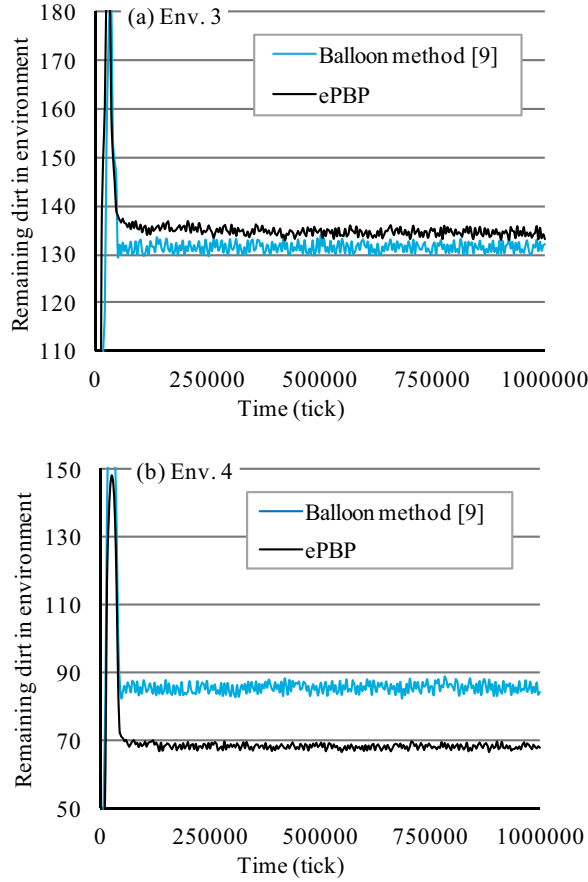 (a) Env. 3
Remaining dirt in environment
180
170
160
150
140
130
120
110
Balloon method [9]
ePBP
0 250000 500000 750000 1000000
Time (tick)
(b) Env. 4
Remaining dirt in environment
150
130
110
90
70
50
Balloon method [9]
ePBP
0 250000 500000 750000 1000000
Time (tick)